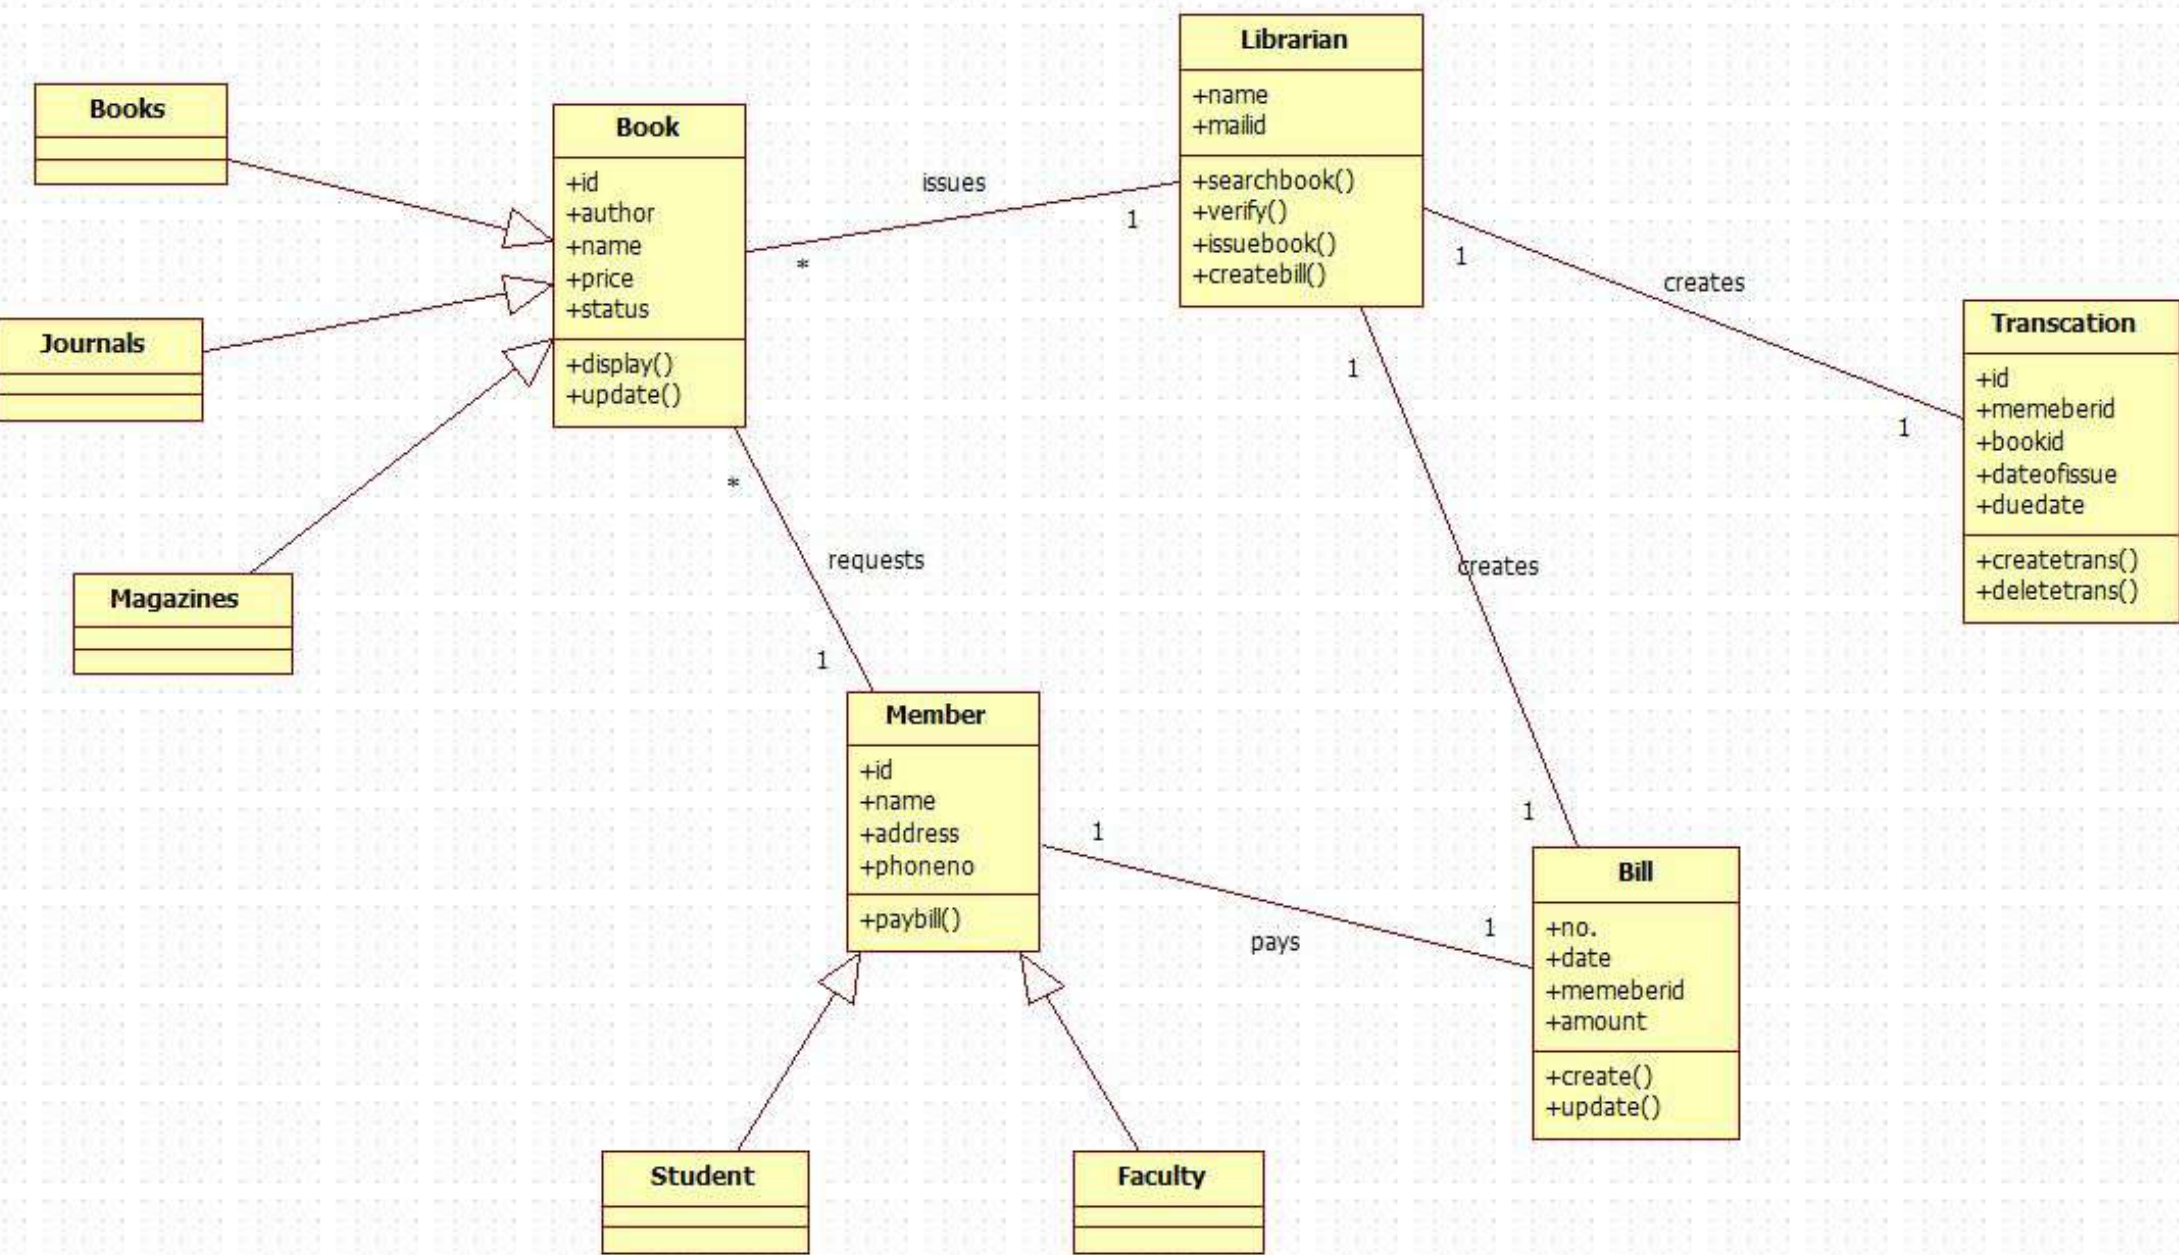 Librarian
+name
+mailid
+searchbook()
+verify()
+issuebook()
+createbill()
Books
Book
+id
+author
+name
+price
+status
+display()
+update()
issues
1
*
1
creates
1
Transcation
+id
+memeberid
+bookid
+dateofissue
+duedate
+createtrans()
+deletetrans()
Journals
1
creates
1
*
requests
1
Magazines
Member
+id
+name
+address
+phoneno
+paybill()
1
pays
1
Bill
+no.
+date
+memeberid
+amount
+create()
+update()
Student
Faculty